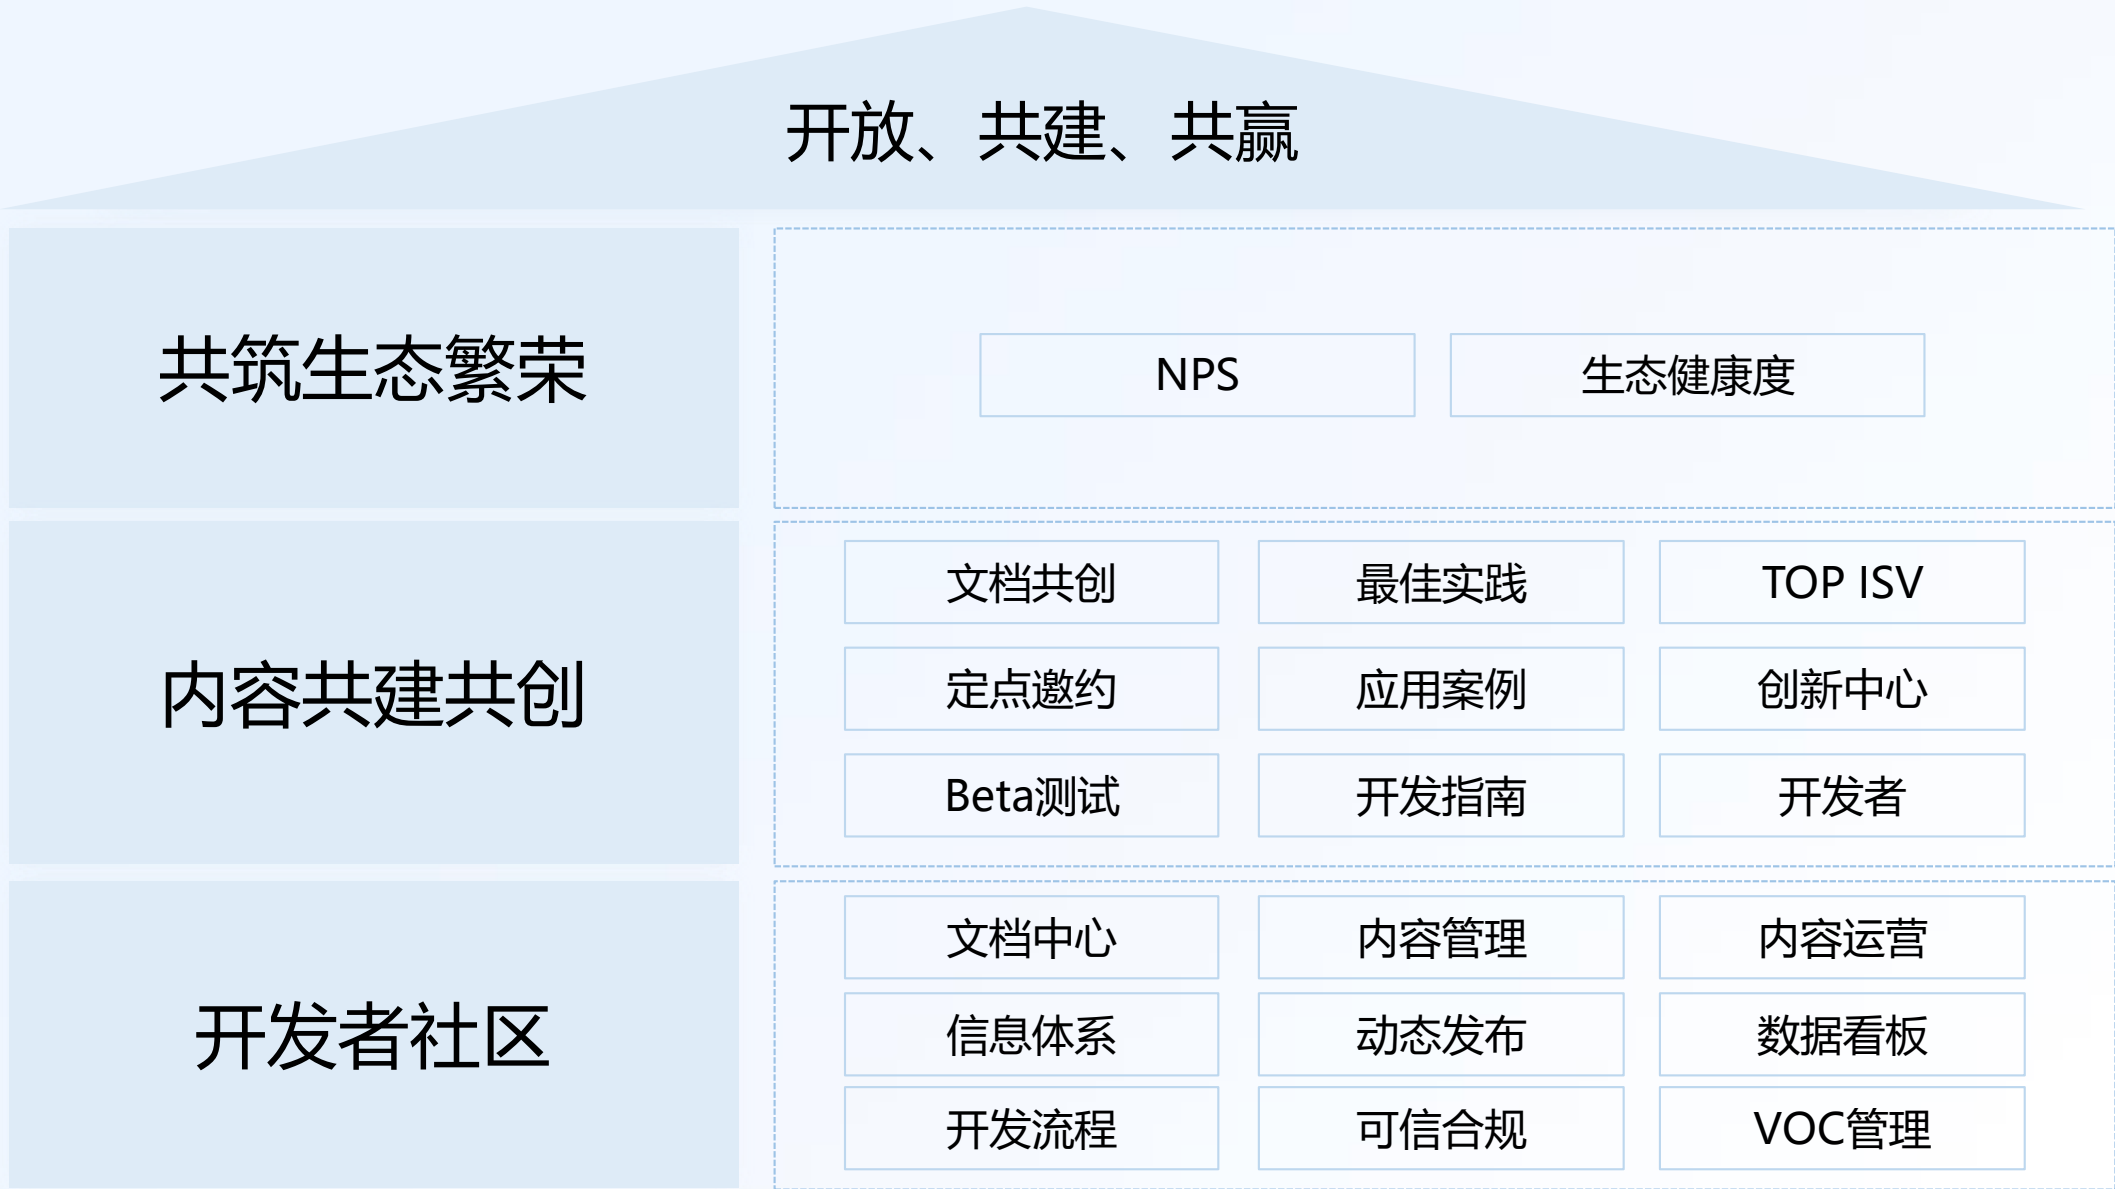 开放、共建、共赢
共筑生态繁荣
NPS
生态健康度
内容共建共创
文档共创
最佳实践
TOP ISV
定点邀约
应用案例
创新中心
Beta测试
开发指南
开发者
开发者社区
文档中心
内容管理
内容运营
信息体系
动态发布
数据看板
开发流程
可信合规
VOC管理